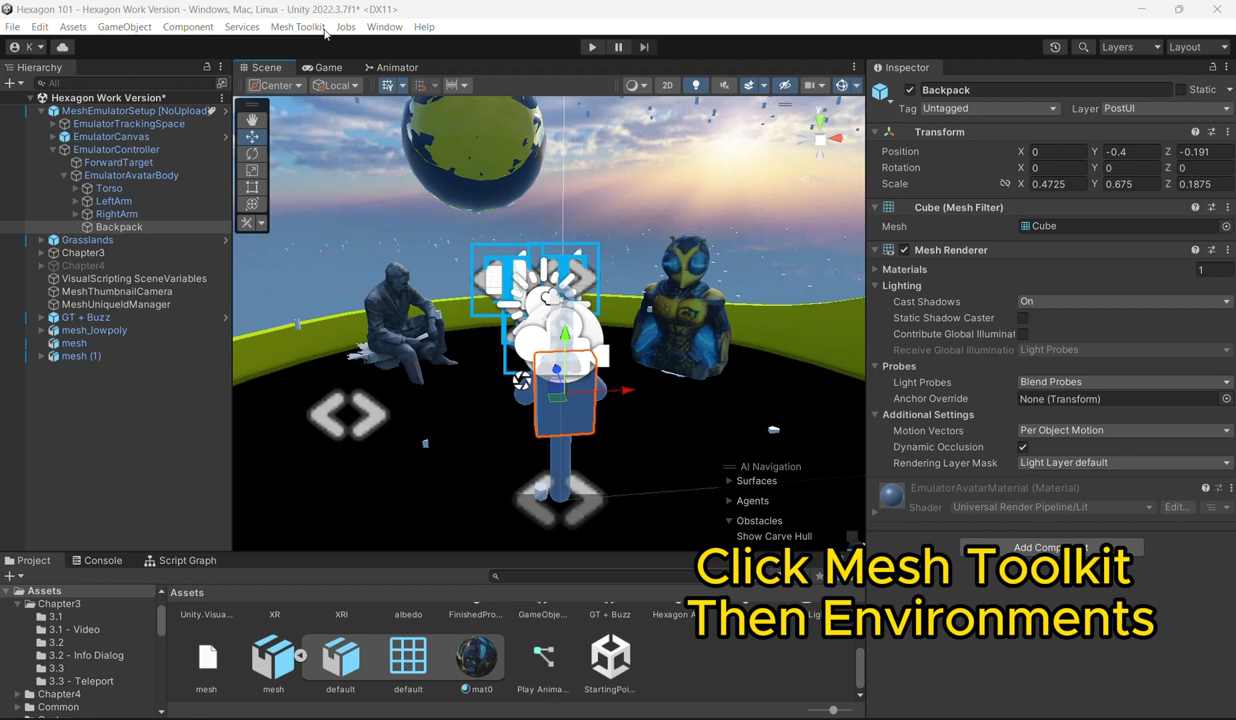 Hexagon 101 - Hexagon Work Version - Windows, Mac, Linux - Unity 2022.3.7f1* <DX11>
File Edit Assets GameObject Component Services Mesh Toolkit Jobs Window Help
K Layers Layout
Hierarchy
All
Hexagon Work Version*
MeshEmulatorSetup [NoUpload]
EmulatorTrackingSpace
EmulatorCanvas
EmulatorController
ForwardTarget
EmulatorAvatarBody
Torso
LeftArm
RightArm
Backpack
Grasslands
Chapter3
Chapter4
VisualScripting SceneVariables
MeshThumbnailCamera
MeshUniqueIdManager
GT + Buzz
mesh_lowpoly
mesh
mesh (1)
Scene Game Animator
Center Local 2D
y
Persp
AI Navigation
Surfaces
Agents
Obstacles
Show Carve Hull
Inspector
Backpack Static
Tag Untagged Layer PostUI
Transform
Position X 0 Y -0.4 Z -0.191
Rotation X 0 Y 0 Z 0
Scale X 0.4725 Y 0.675 Z 0.1875
Cube (Mesh Filter)
Mesh Cube
Mesh Renderer
Materials 1
Lighting
Cast Shadows On
Static Shadow Caster
Contribute Global Illuminat
Receive Global Illuminatio Light Probes
Probes
Light Probes Blend Probes
Anchor Override None (Transform)
Additional Settings
Motion Vectors Per Object Motion
Dynamic Occlusion
Rendering Layer Mask Light Layer default
EmulatorAvatarMaterial (Material)
Shader Universal Render Pipeline/Lit Edit...
Click Mesh Toolkit
Then Environments
Project Console Script Graph
Assets
Chapter3
3.1
3.1 - Video
3.2
3.2 - Info Dialog
3.3
3.3 - Teleport
Chapter4
Common
Assets
Unity.Visua... XR XRI albedo FinishedPro... GameObje... GT + Buzz
mesh mesh default default mat0 Play Anima... StartingPoi...